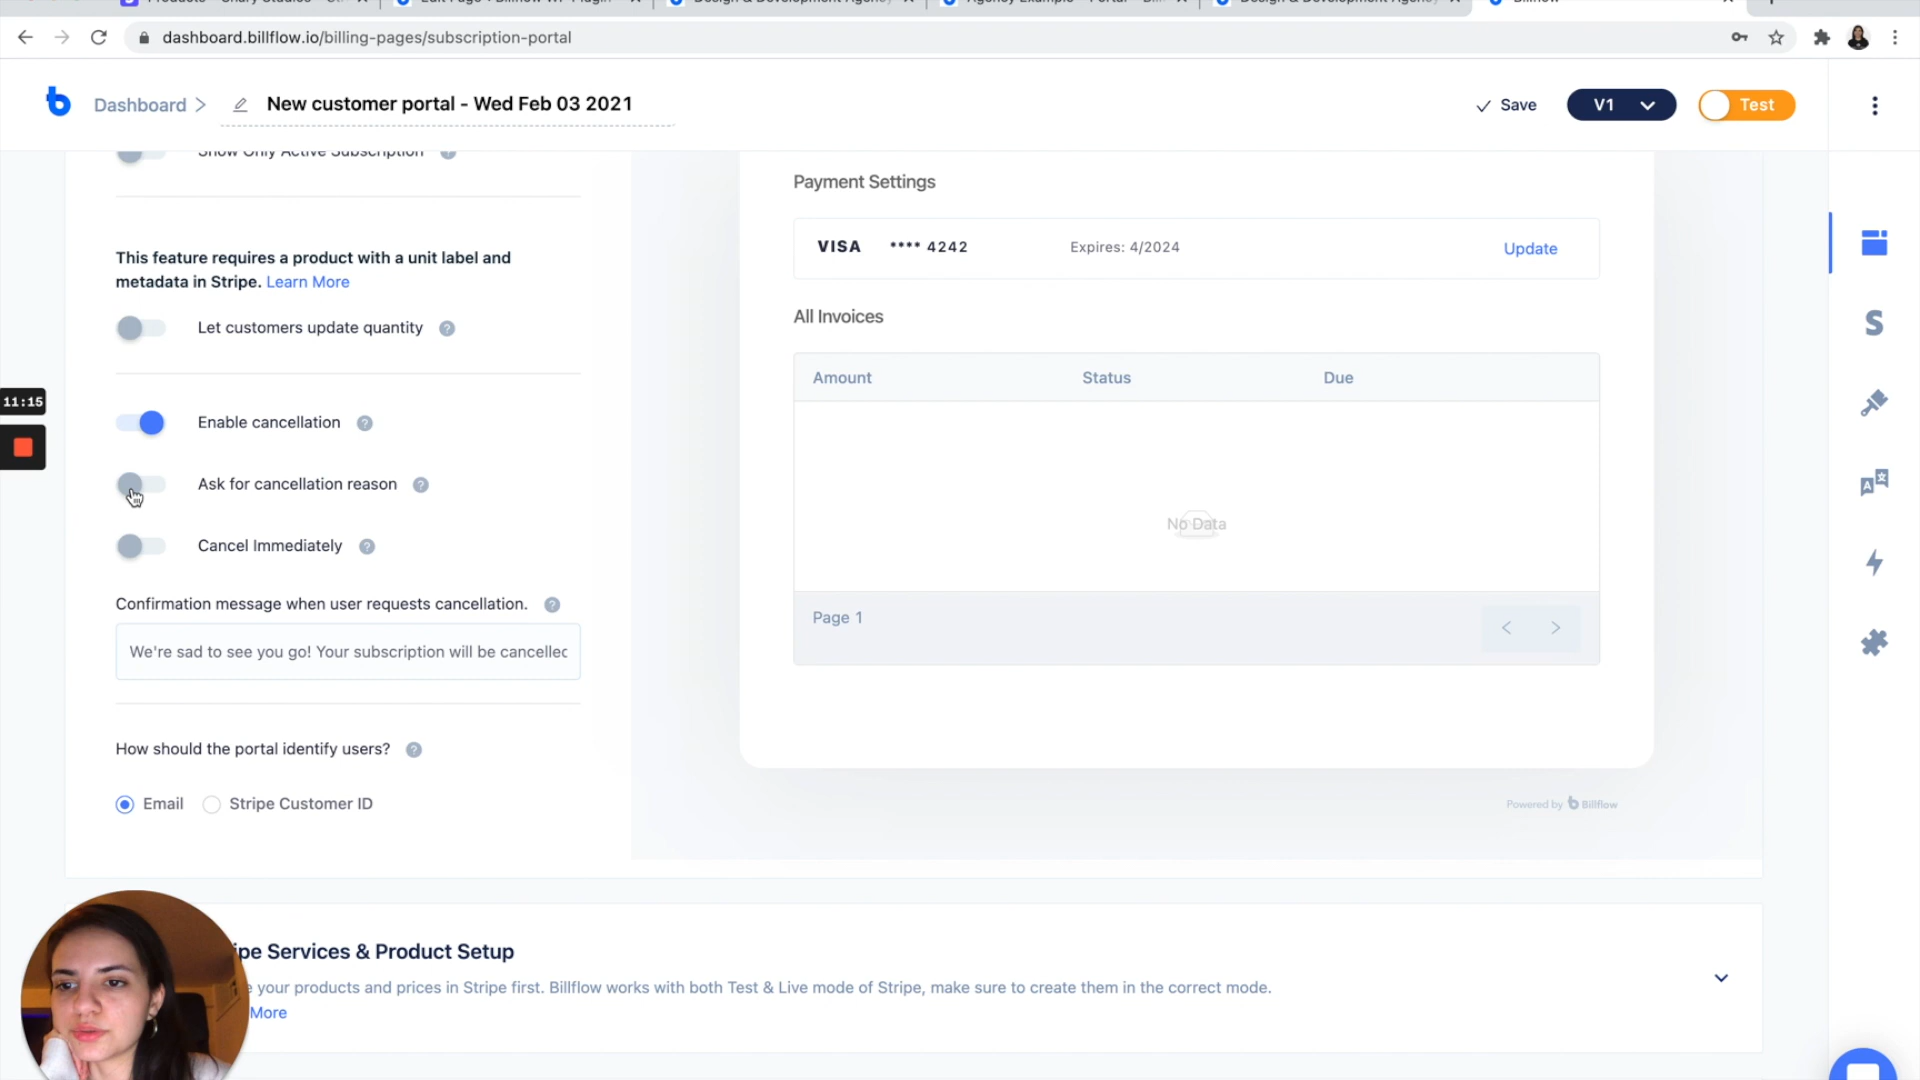 dashboard.billflow.io/billing-pages/subscription-portal
Dashboard > New customer portal - Wed Feb 03 2021
Save
V1
Test
Show Only Active Subscription
This feature requires a product with a unit label and
metadata in Stripe. Learn More
Let customers update quantity
11:15
Enable cancellation
Ask for cancellation reason
Cancel Immediately
Confirmation message when user requests cancellation.
We're sad to see you go! Your subscription will be cancelled
How should the portal identify users?
Email
Stripe Customer ID
Payment Settings
VISA **** 4242 Expires: 4/2024 Update
All Invoices
Amount Status Due
No Data
Page 1
Powered by Billflow
Services & Product Setup
your products and prices in Stripe first. Billflow works with both Test & Live mode of Stripe, make sure to create them in the correct mode.
More